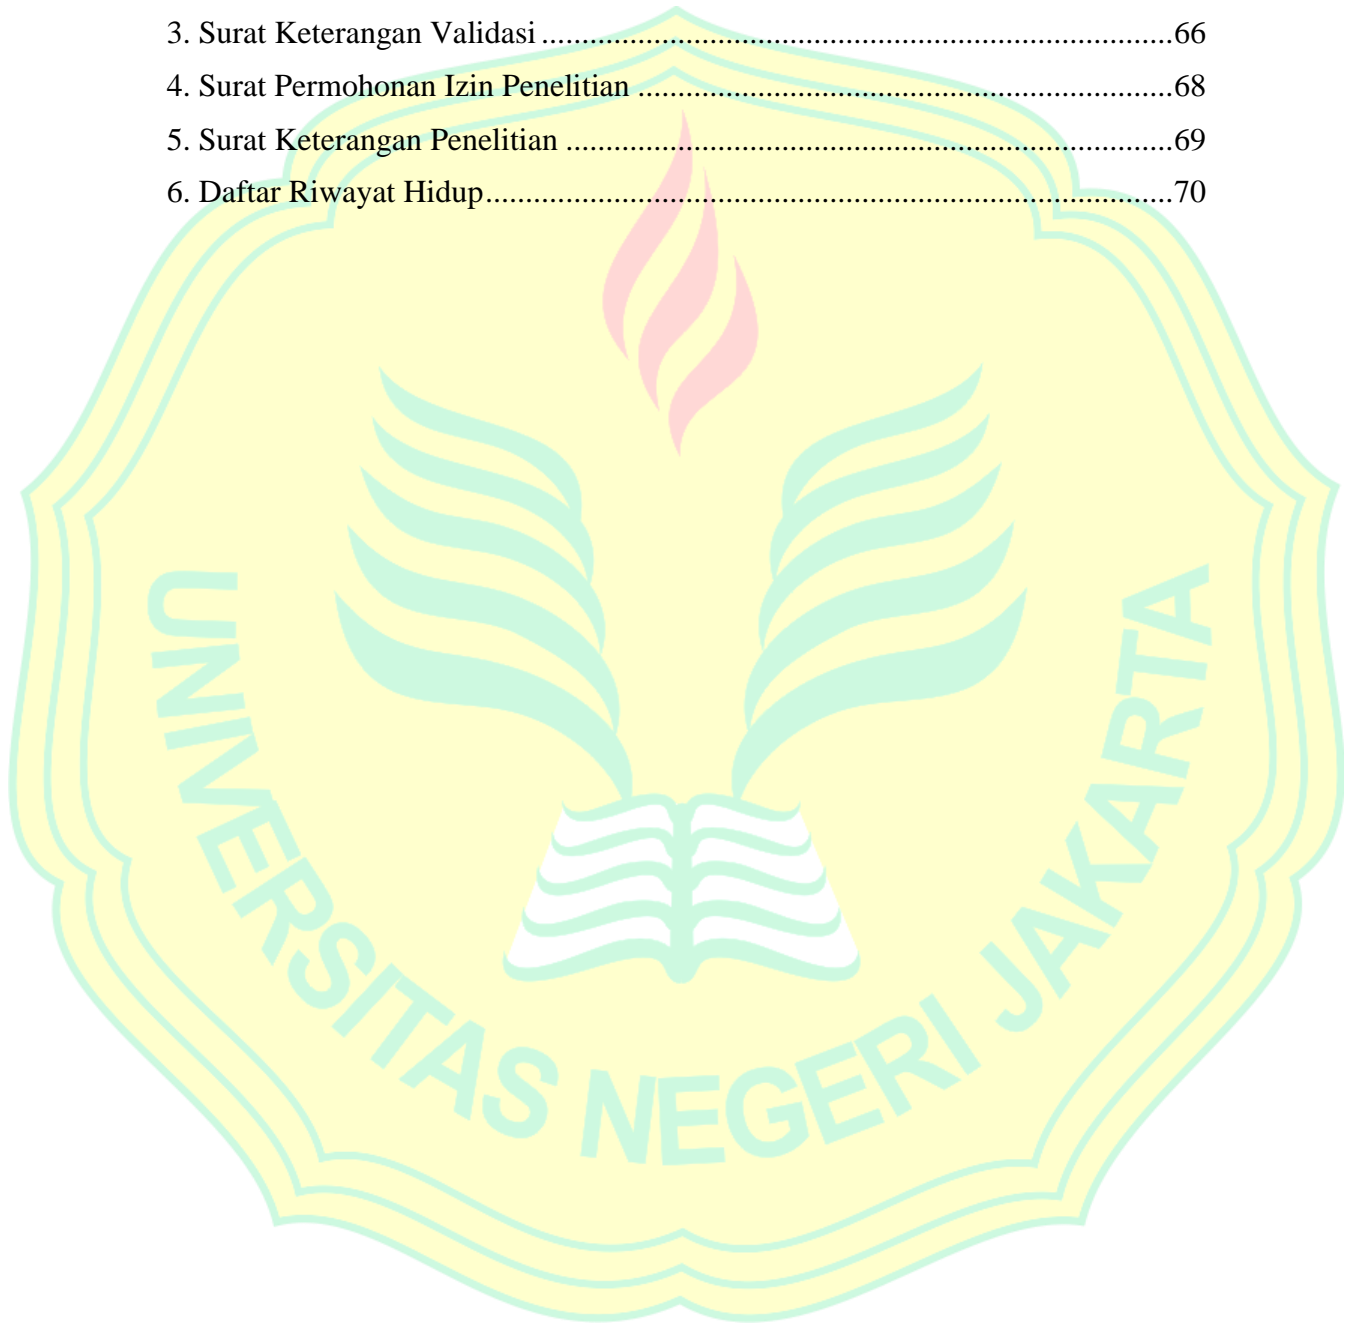 3. Surat Keterangan Validasi ............................................................................... 66
4. Surat Permohonan Izin Penelitian ................................................................... 68
5. Surat Keterangan Penelitian ............................................................................ 69
6. Daftar Riwayat Hidup ...................................................................................... 70
UNIVERSITAS NEGERI JAKARTA